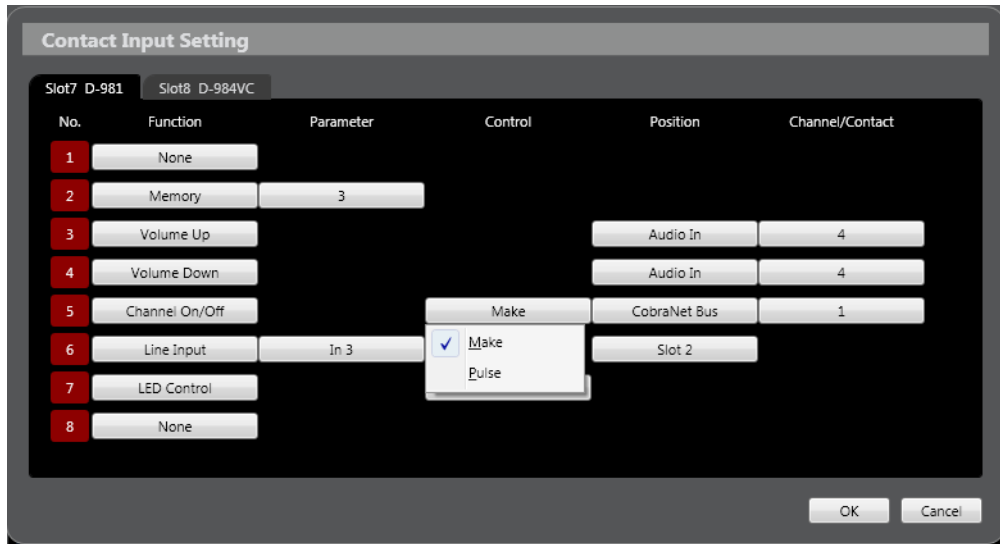 Contact Input Setting
Slot7 D-981 Slot8 D-984VC
No. Function Parameter Control Position Channel/Contact
1 None
2 Memory 3
3 Volume Up Audio In 4
4 Volume Down Audio In 4
5 Channel On/Off Make CobraNet Bus 1
6 Line Input In 3 Make Slot 2
Pulse
7 LED Control
8 None
OK Cancel